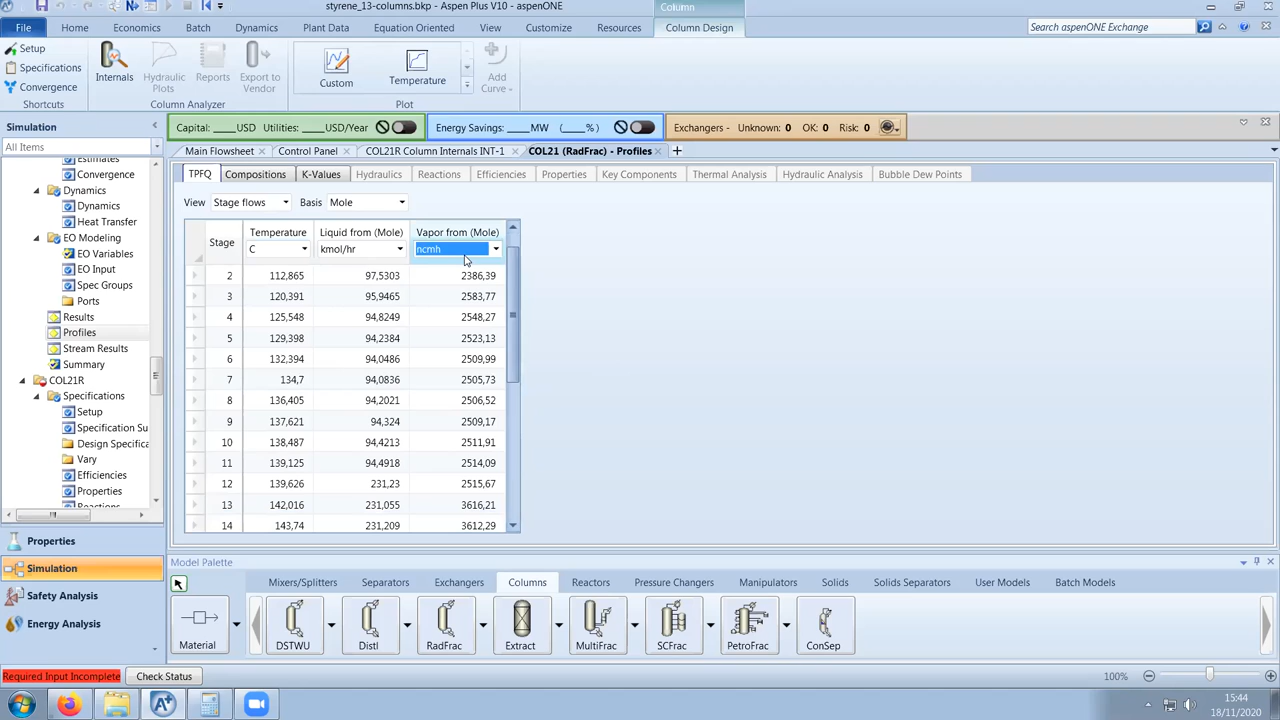 styrene_13-columns.bkp - Aspen Plus V10 - aspenONE
Column
File Home Economics Batch Dynamics Plant Data Equation Oriented View Customize Resources Column Design
Search aspenONE Exchange
Setup
Specifications
Convergence
Shortcuts
Internals
Hydraulic Plots
Reports
Export to Vendor
Column Analyzer
Custom
Temperature
Plot
Add Curve
Simulation
All Items
Capital: ____USD Utilities: ____USD/Year
Energy Savings: ____MW (____%)
Exchangers - Unknown: 0 OK: 0 Risk: 0
Main Flowsheet Control Panel COL21R Column Internals INT-1 COL21 (RadFrac) - Profiles
TPFQ Compositions K-Values Hydraulics Reactions Efficiencies Properties Key Components Thermal Analysis Hydraulic Analysis Bubble Dew Points
View Stage flows Basis Mole
Stage Temperature Liquid from (Mole) Vapor from (Mole)
C kmol/hr ncmh
2 112,865 97,5303 2386,39
3 120,391 95,9465 2583,77
4 125,548 94,8249 2548,27
5 129,398 94,2384 2523,13
6 132,394 94,0486 2509,99
7 134,7 94,0836 2505,73
8 136,405 94,2021 2506,52
9 137,621 94,324 2509,17
10 138,487 94,4213 2511,91
11 139,125 94,4918 2514,09
12 139,626 231,23 2515,67
13 142,016 231,055 3616,21
14 143,74 231,209 3612,29
Estimates
Convergence
Dynamics
Dynamics
Heat Transfer
EO Modeling
EO Variables
EO Input
Spec Groups
Ports
Results
Profiles
Stream Results
Summary
COL21R
Specifications
Setup
Specification Su
Design Specifica
Vary
Efficiencies
Properties
Reactions
Properties
Simulation
Safety Analysis
Energy Analysis
Model Palette
Mixers/Splitters Separators Exchangers Columns Reactors Pressure Changers Manipulators Solids Solids Separators User Models Batch Models
Material DSTWU Distl RadFrac Extract MultiFrac SCFrac PetroFrac ConSep
Required Input Incomplete Check Status
100%
15:44
18/11/2020